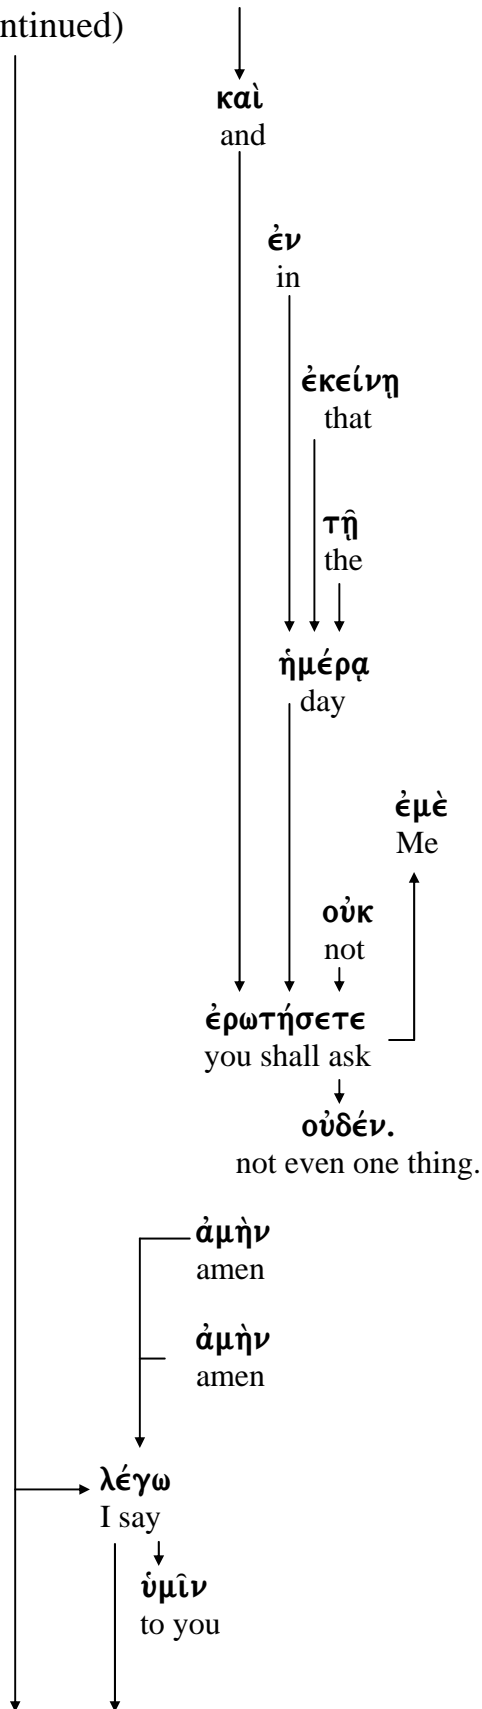 ntinued)
καὶ
and
ἐν
in
ἐκείνῃ
that
τῇ
the
ἡμέρᾳ
day
ἐμὲ
Me
οὐκ
not
ἐρωτήσετε
you shall ask
οὐδέν.
not even one thing.
ἀμὴν
amen
ἀμὴν
amen
λέγω
I say
ὑμῖν
to you